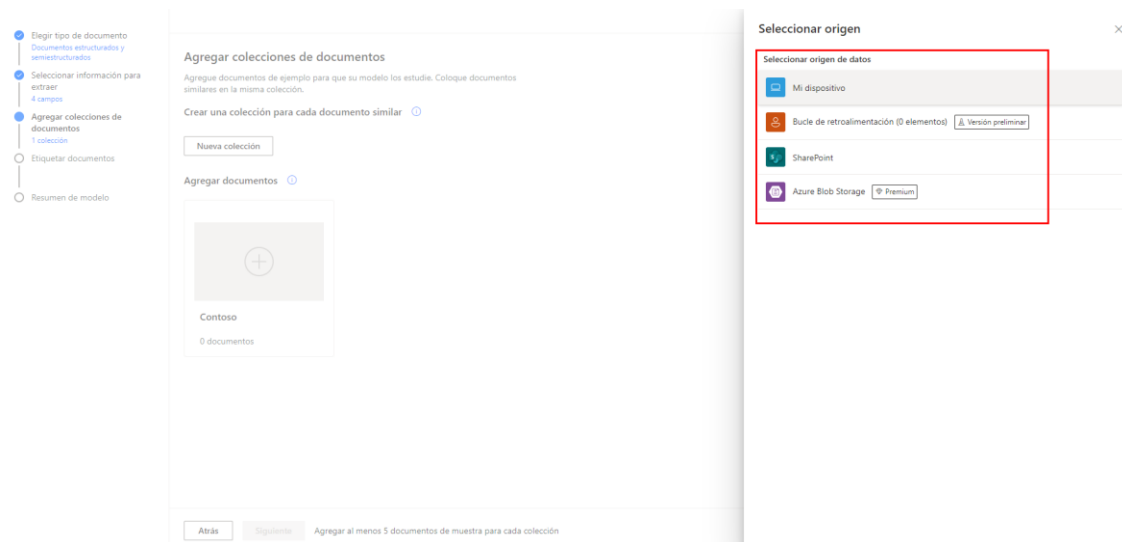 Elegir tipo de documento
Documentos estructurados y
semiestructurados
Seleccionar información para
extraer
4 campos
Agregar colecciones de
documentos
1 colección
Etiquetar documentos
Resumen de modelo
Agregar colecciones de documentos
Agregue documentos de ejemplo para que su modelo los estudie. Coloque documentos
similares en la misma colección.
Crear una colección para cada documento similar
Nueva colección
Agregar documentos
Contoso
0 documentos
Atrás
Siguiente
Agregar al menos 5 documentos de muestra para cada colección
Seleccionar origen
Seleccionar origen de datos
Mi dispositivo
Bucle de retroalimentación (0 elementos) Versión preliminar
SharePoint
Azure Blob Storage Premium